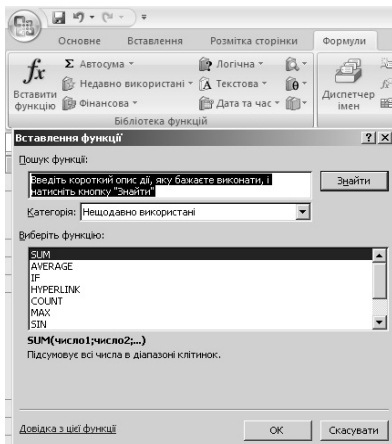 Основне Вставлення Розмітка сторінки Формули
fx
Вставити функцію
Σ Автосума
Недавно використані
Фінансова
Логічна
Текстова
Дата та час
Диспетчер імен
Бібліотека функцій
Вставлення функції
Пошук функції:
Введіть короткий опис дії, яку бажаєте виконати, і
натисніть кнопку "Знайти"
Знайти
Категорія: Нещодавно використані
Виберіть функцію:
SUM
AVERAGE
IF
HYPERLINK
COUNT
MAX
SIN
SUM(число1;число2;...)
Підсумовує всі числа в діапазоні клітинок.
Довідка з цієї функції
ОК
Скасувати